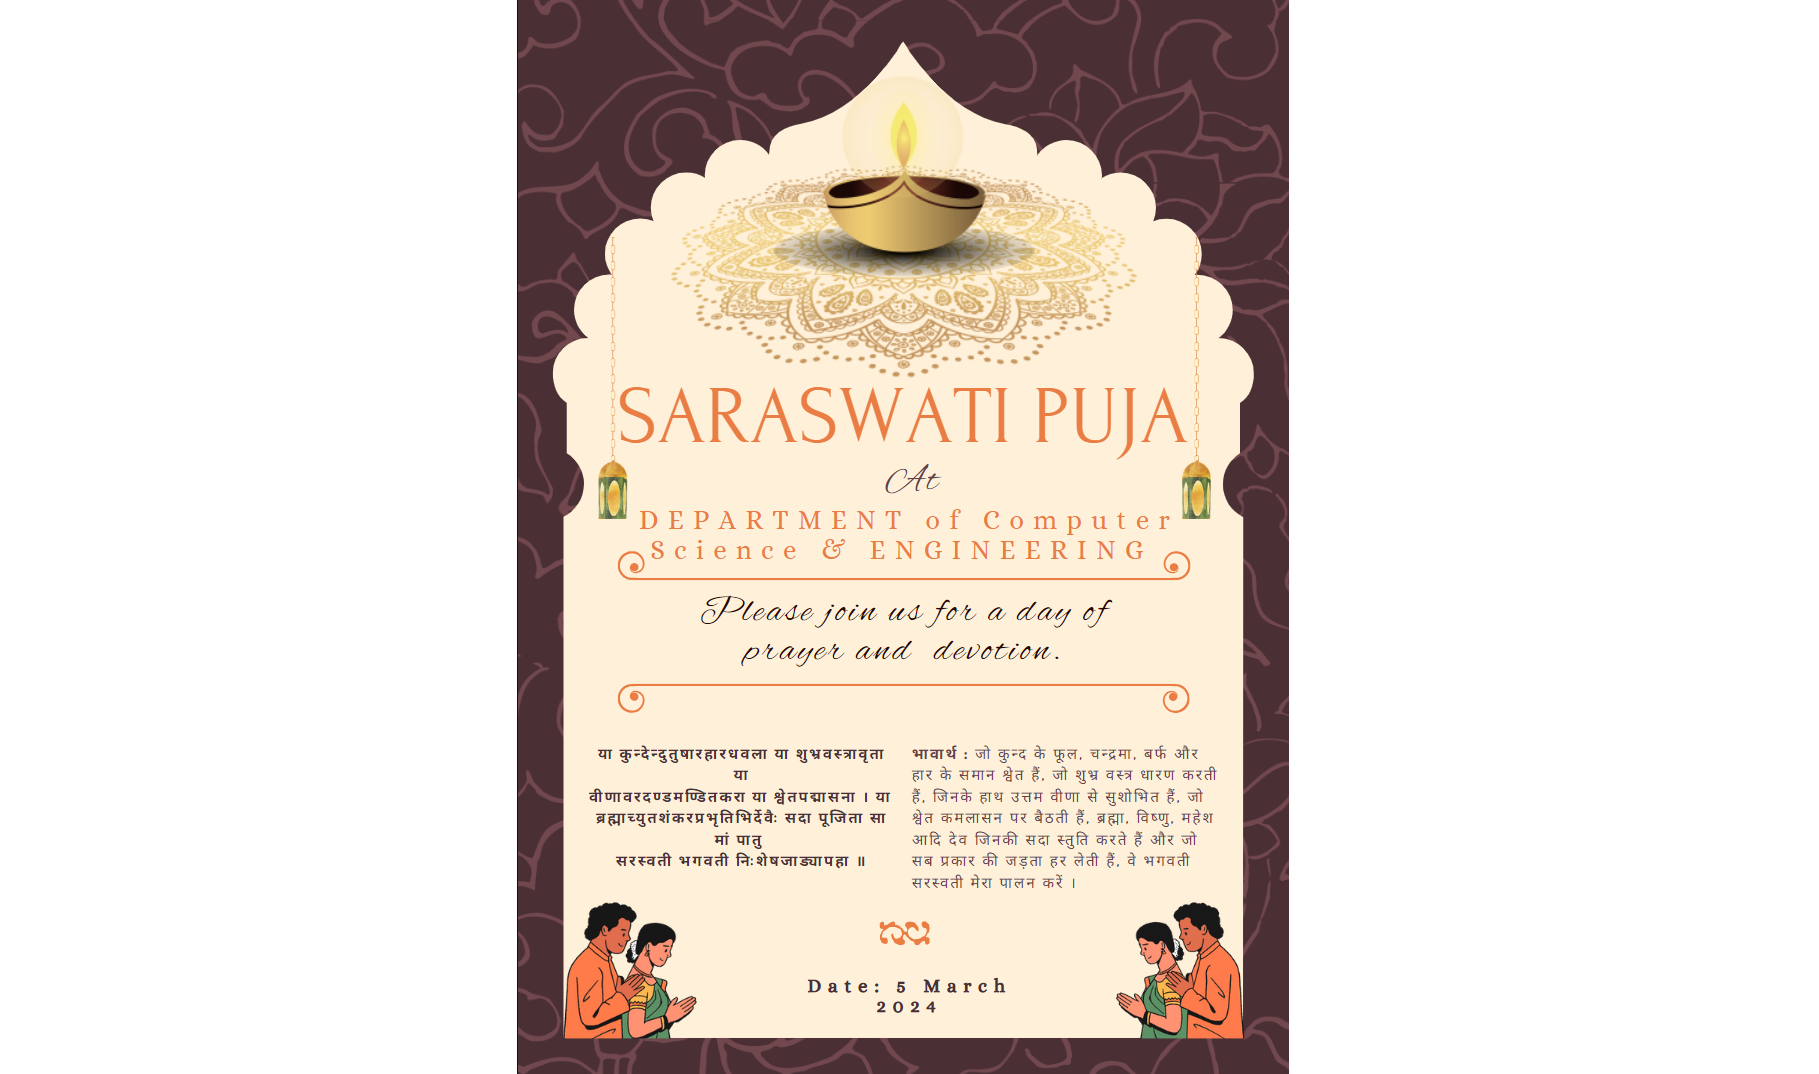 SARASWATI PUJA
At
DEPARTMENT of Computer
Science & ENGINEERING
Please join us for a day of
prayer and devotion.
या कुन्देन्दुतुषारहारधवला या शुभ्रवस्त्रावृता
या
वीणावरदण्डमण्डितकरा या श्वेतपद्मासना । या
ब्रह्माच्युतशंकरप्रभृतिभिर्देवैः सदा पूजिता सा
मां पातु
सरस्वती भगवती निःशेषजाड्यापहा ॥
भावार्थ : जो कुन्द के फूल, चन्द्रमा, बर्फ और
हार के समान श्वेत हैं, जो शुभ्र वस्त्र धारण करती
हैं, जिनके हाथ उत्तम वीणा से सुशोभित हैं, जो
श्वेत कमलासन पर बैठती हैं, ब्रह्मा, विष्णु, महेश
आदि देव जिनकी सदा स्तुति करते हैं और जो
सब प्रकार की जड़ता हर लेती हैं, वे भगवती
सरस्वती मेरा पालन करें ।
Date: 5 March
2024